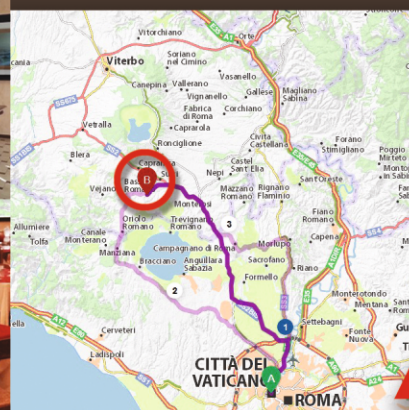 Vitorchiano
Orte
Viterbo
Soriano
nel Cimino
Canepina
Vallerano
Vasanello
Vignanello
Gallese
Magliano
Sabina
Fabrica
di Roma
Corchiano
Caprarola
Vetralla
Ronciglione
Civita
Castellana
Forano
Stimigliano
Poggio
Mirteto
Blera
Capranica
Castel
Sant'Elia
B
Nepi
Sant'Oreste
Vejano
Mazzano
Romano
Rignano
Flaminio
Fiano
Romano
Oriolo
Romano
Trevignano
Romano
3
Allumiere
Tolfa
Canale
Monterano
Manziana
Campagnano di Roma
Morlupo
Capena
Bracciano
Anguillara
Sabazia
Sacrofano
Riano
Formello
2
Monterotondo
Mentana
Cerveteri
1
Settebagni
Fonte
Nuova
Ladispoli
CITTÀ DEL
VATICANO
A
ROMA